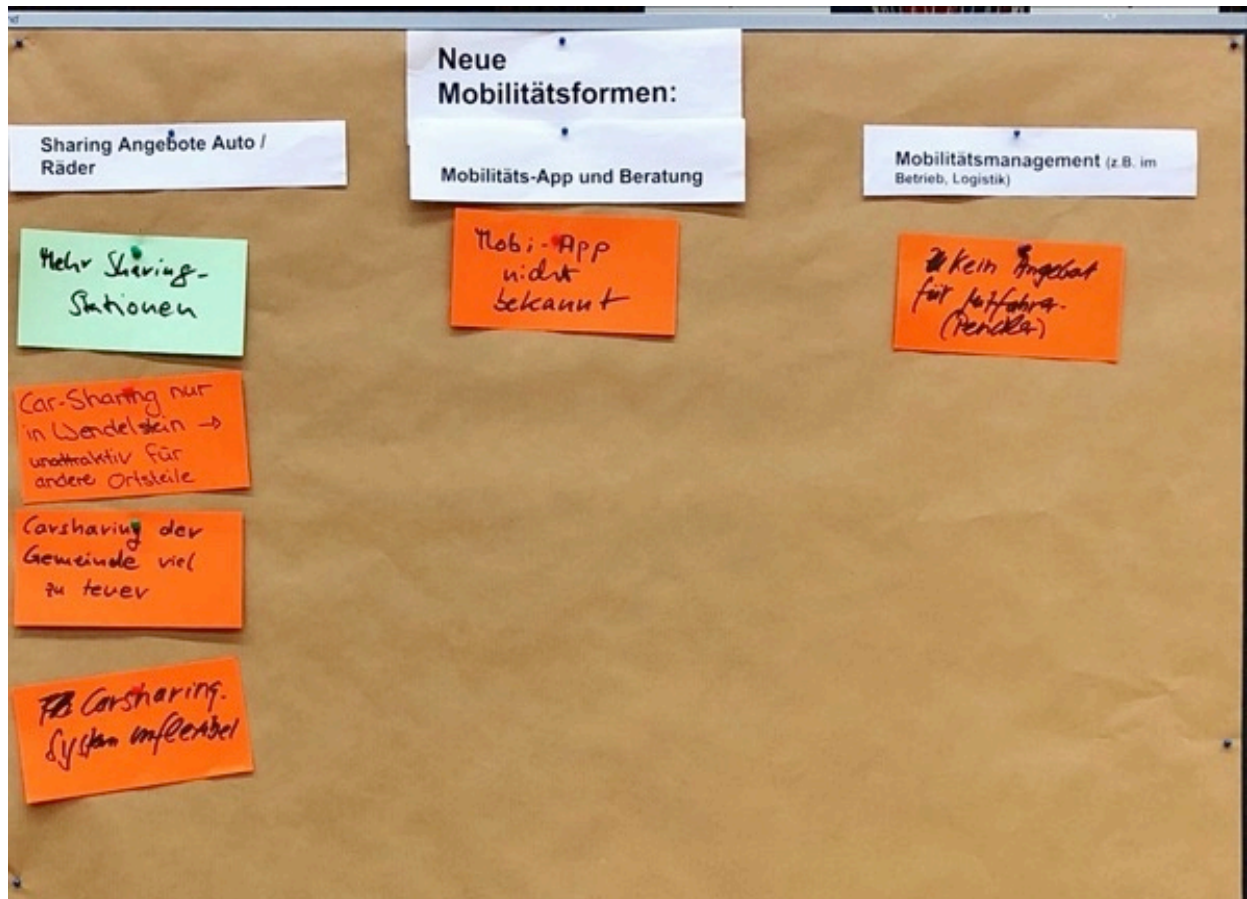 Neue
Mobilitätsformen:
Sharing Angebote Auto /
Räder
Mehr Sharing-
Stationen
Car-Sharing nur
in Wendelstein →
unattraktiv für
andere Ortsteile
Carsharing der
Gemeinde viel
zu teuer
Carsharing-
System unflexibel
Mobilitäts-App und Beratung
Mobi-App
nicht
bekannt
Mobilitätsmanagement (z.B. im
Betrieb, Logistik)
Kein Angebot
für Mitfahrer-
(Pendler)